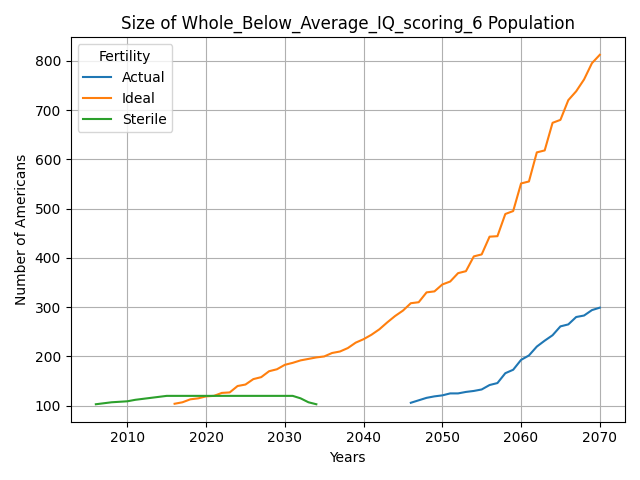 Size of Whole_Below_Average_IQ_scoring_6 Population
Fertility
Actual
Ideal
Sterile
Number of Americans
800
700
600
500
400
300
200
100
2010
2020
2030
2040
2050
2060
2070
Years